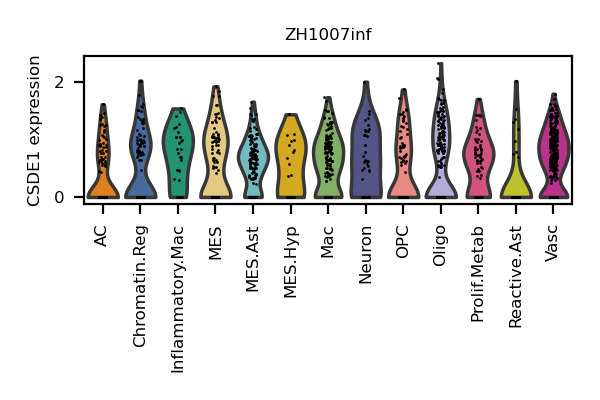 ZH1007inf
CSDE1 expression
2
0
AC
Chromatin.Reg
Inflammatory.Mac
MES
MES.Ast
MES.Hyp
Mac
Neuron
OPC
Oligo
Prolif.Metab
Reactive.Ast
Vasc